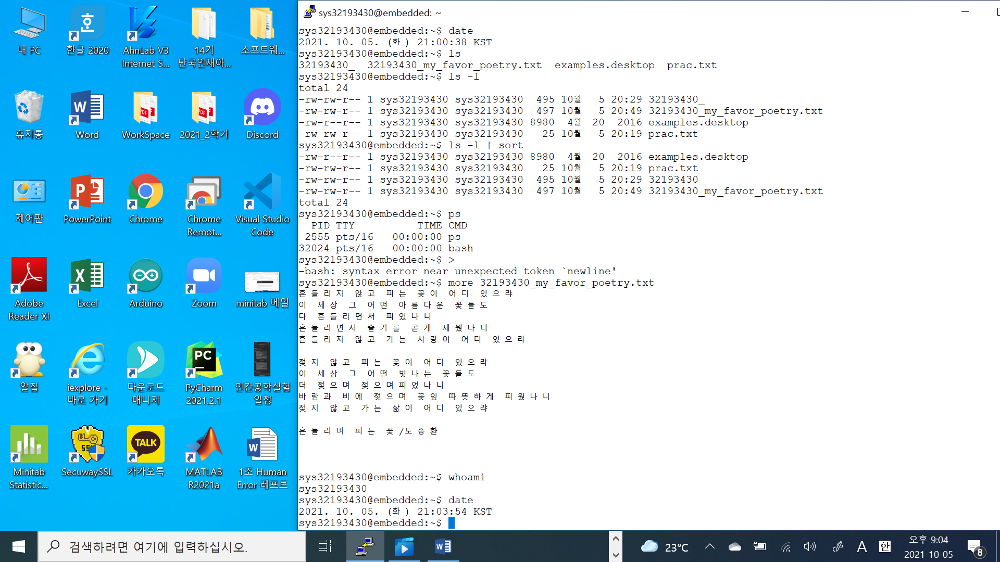 내 PC
한글 2020
AhnLab V3
Internet S...
14기
단국인재아...
소프트웨...
휴지통
Word
WorkSpace
2021_2학기
Discord
제어판
PowerPoint
Chrome
Chrome
Remot...
Visual Studio
Code
Adobe
Reader XI
Excel
Arduino
Zoom
minitab 메일
알집
iexplore -
바로 가기
다운로드
매니저
PyCharm
2021.2.1
인간공학실험
일정
Minitab
Statistic...
SecuwaySSL
카카오톡
MATLAB
R2021a
1조 Human
Error 레포트
sys32193430@embedded: ~
sys32193430@embedded:~$ date
2021. 10. 05. (화) 21:00:38 KST
sys32193430@embedded:~$ ls
32193430_  32193430_my_favor_poetry.txt  examples.desktop  prac.txt
sys32193430@embedded:~$ ls -l
total 24
-rw-rw-r-- 1 sys32193430 sys32193430  495 10월  5 20:29 32193430_
-rw-rw-r-- 1 sys32193430 sys32193430  497 10월  5 20:49 32193430_my_favor_poetry.txt
-rw-r--r-- 1 sys32193430 sys32193430 8980  4월 20  2016 examples.desktop
-rw-rw-r-- 1 sys32193430 sys32193430   25 10월  5 20:19 prac.txt
sys32193430@embedded:~$ ls -l | sort
-rw-r--r-- 1 sys32193430 sys32193430 8980  4월 20  2016 examples.desktop
-rw-rw-r-- 1 sys32193430 sys32193430   25 10월  5 20:19 prac.txt
-rw-rw-r-- 1 sys32193430 sys32193430  495 10월  5 20:29 32193430_
-rw-rw-r-- 1 sys32193430 sys32193430  497 10월  5 20:49 32193430_my_favor_poetry.txt
total 24
sys32193430@embedded:~$ ps
  PID TTY          TIME CMD
 2555 pts/16   00:00:00 ps
32024 pts/16   00:00:00 bash
sys32193430@embedded:~$ >
-bash: syntax error near unexpected token `newline'
sys32193430@embedded:~$ more 32193430_my_favor_poetry.txt
흔들리지 않고 피는 꽃이 어디 있으랴
이 세상 그 어떤 아름다운 꽃들도
다 흔들리면서 피었나니
흔들리면서 줄기를 곧게 세웠나니
흔들리지 않고 가는 사랑이 어디 있으랴
젖지 않고 피는 꽃이 어디 있으랴
이 세상 그 어떤 빛나는 꽃들도
더 젖으며 젖으며피었나니
바람과 비에 젖으며 꽃잎 따뜻하게 피웠나니
젖지 않고 가는 삶이 어디 있으랴
흔들리며 피는 꽃/도종환
sys32193430@embedded:~$ whoami
sys32193430
sys32193430@embedded:~$ date
2021. 10. 05. (화) 21:03:54 KST
sys32193430@embedded:~$
검색하려면 여기에 입력하십시오.
23°C
A
한
오후 9:04
2021-10-05
8